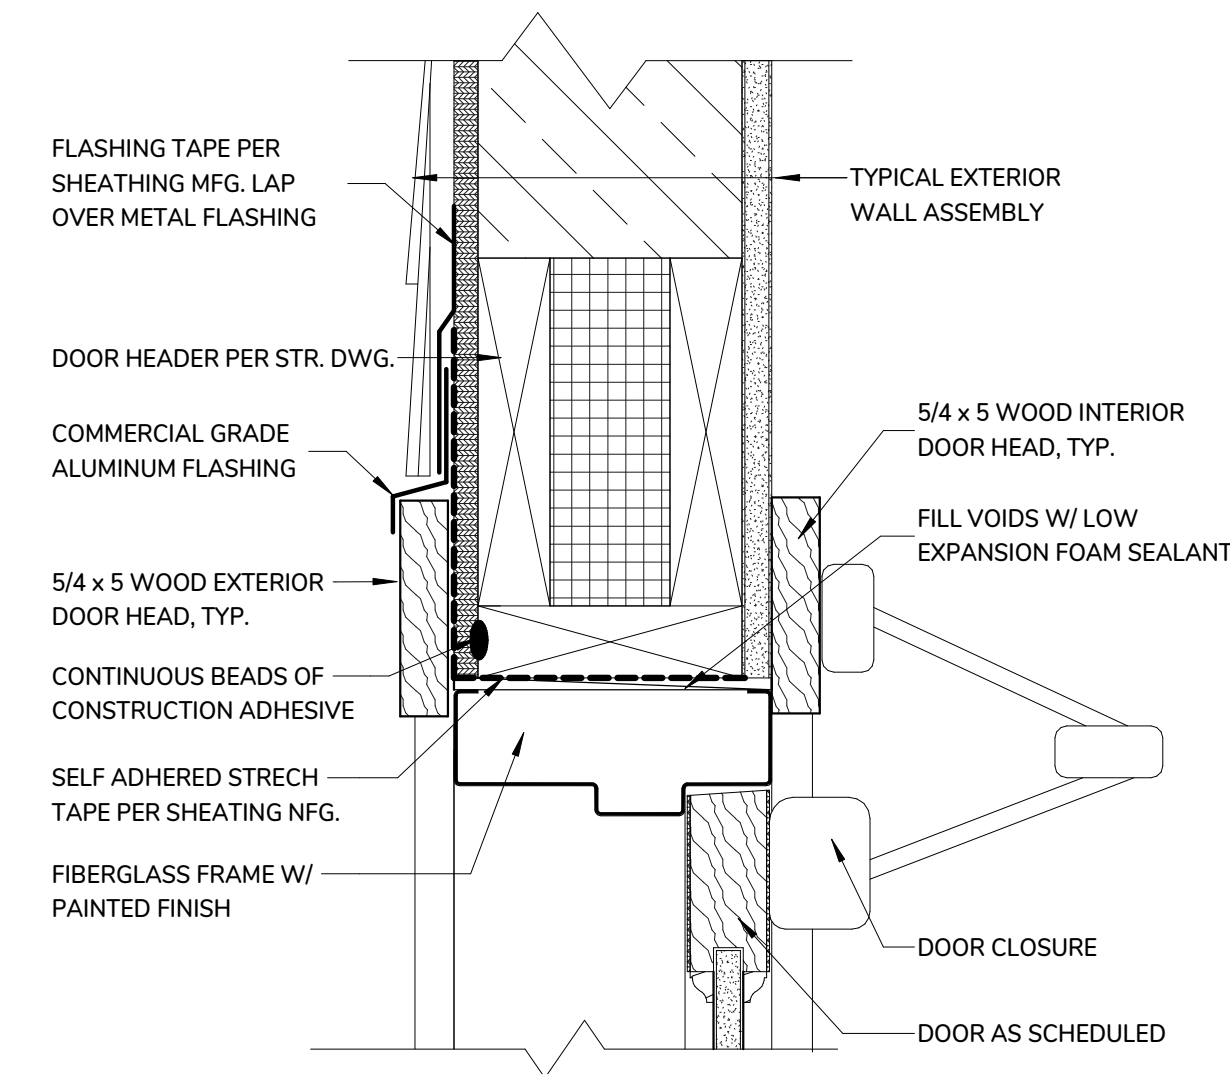 FLASHING TAPE PER
SHEATHING MFG. LAP
OVER METAL FLASHING
DOOR HEADER PER STR. DWG.
COMMERCIAL GRADE
ALUMINUM FLASHING
5/4 x 5 WOOD EXTERIOR
DOOR HEAD, TYP.
CONTINUOUS BEADS OF
CONSTRUCTION ADHESIVE
SELF ADHERED STRECH
TAPE PER SHEATING NFG.
FIBERGLASS FRAME W/
PAINTED FINISH
TYPICAL EXTERIOR
WALL ASSEMBLY
5/4 x 5 WOOD INTERIOR
DOOR HEAD, TYP.
FILL VOIDS W/ LOW
EXPANSION FOAM SEALANT
DOOR CLOSURE
DOOR AS SCHEDULED